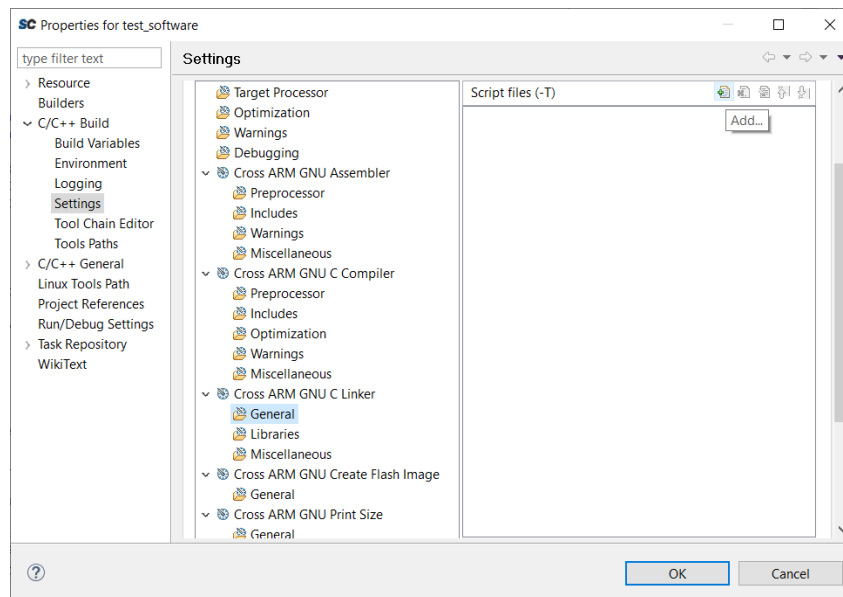 SC Properties for test_software
type filter text
Settings
Resource
Builders
C/C++ Build
Build Variables
Environment
Logging
Settings
Tool Chain Editor
Tools Paths
C/C++ General
Linux Tools Path
Project References
Run/Debug Settings
Task Repository
WikiText
Target Processor
Optimization
Warnings
Debugging
Cross ARM GNU Assembler
Preprocessor
Includes
Warnings
Miscellaneous
Cross ARM GNU C Compiler
Preprocessor
Includes
Optimization
Warnings
Miscellaneous
Cross ARM GNU C Linker
General
Libraries
Miscellaneous
Cross ARM GNU Create Flash Image
General
Cross ARM GNU Print Size
General
Script files (-T)
Add...
?
OK
Cancel